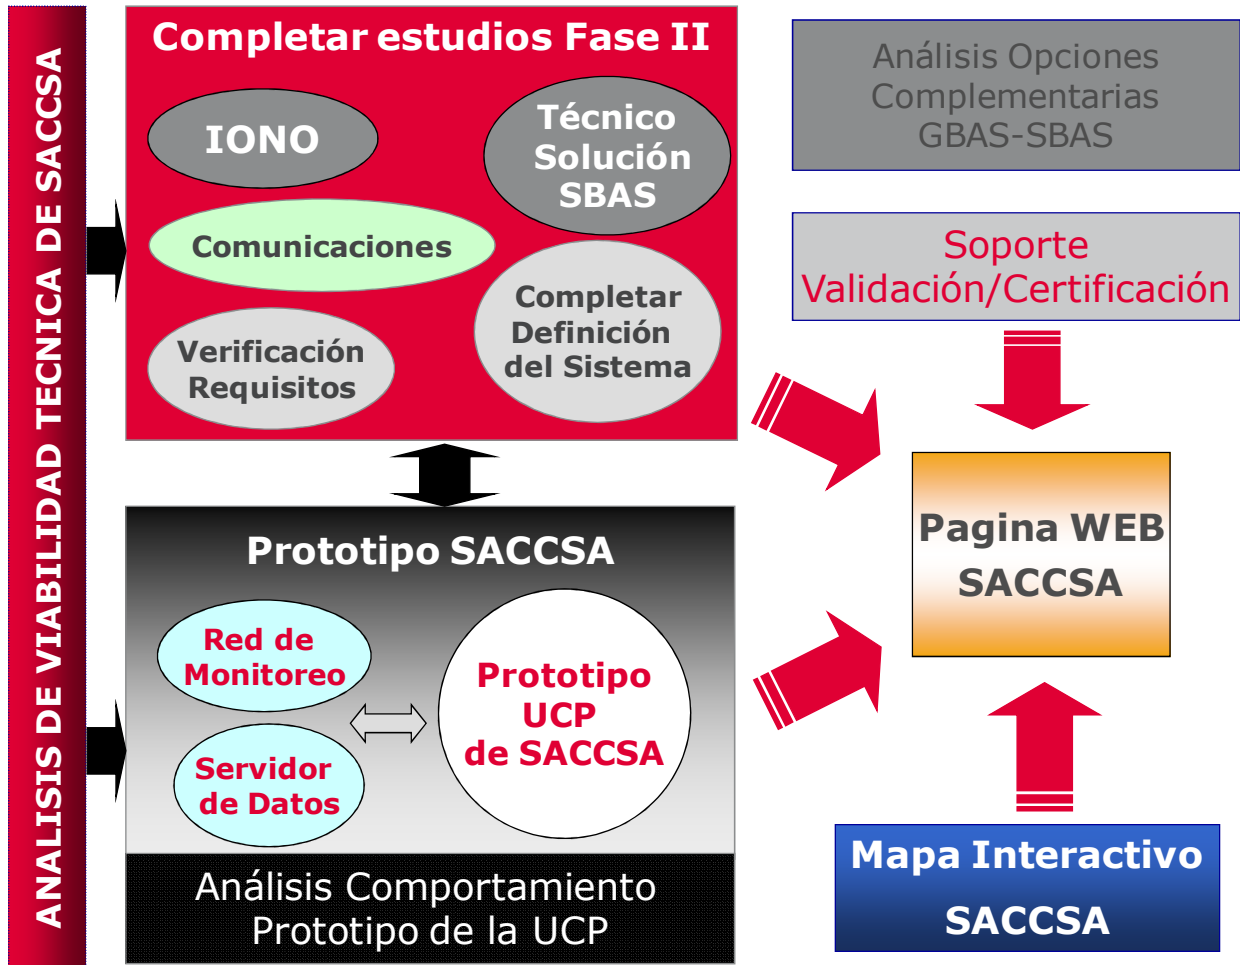 ANALISIS DE VIABILIDAD TECNICA DE SACCSA
Completar estudios Fase II
IONO
Técnico
Solución
SBAS
Comunicaciones
Completar
Definición
del Sistema
Verificación
Requisitos
Análisis Opciones
Complementarias
GBAS-SBAS
Soporte
Validación/Certificación
Pagina WEB
SACCSA
Prototipo SACCSA
Red de
Monitoreo
Prototipo
UCP
de SACCSA
Servidor
de Datos
Análisis Comportamiento
Prototipo de la UCP
Mapa Interactivo
SACCSA